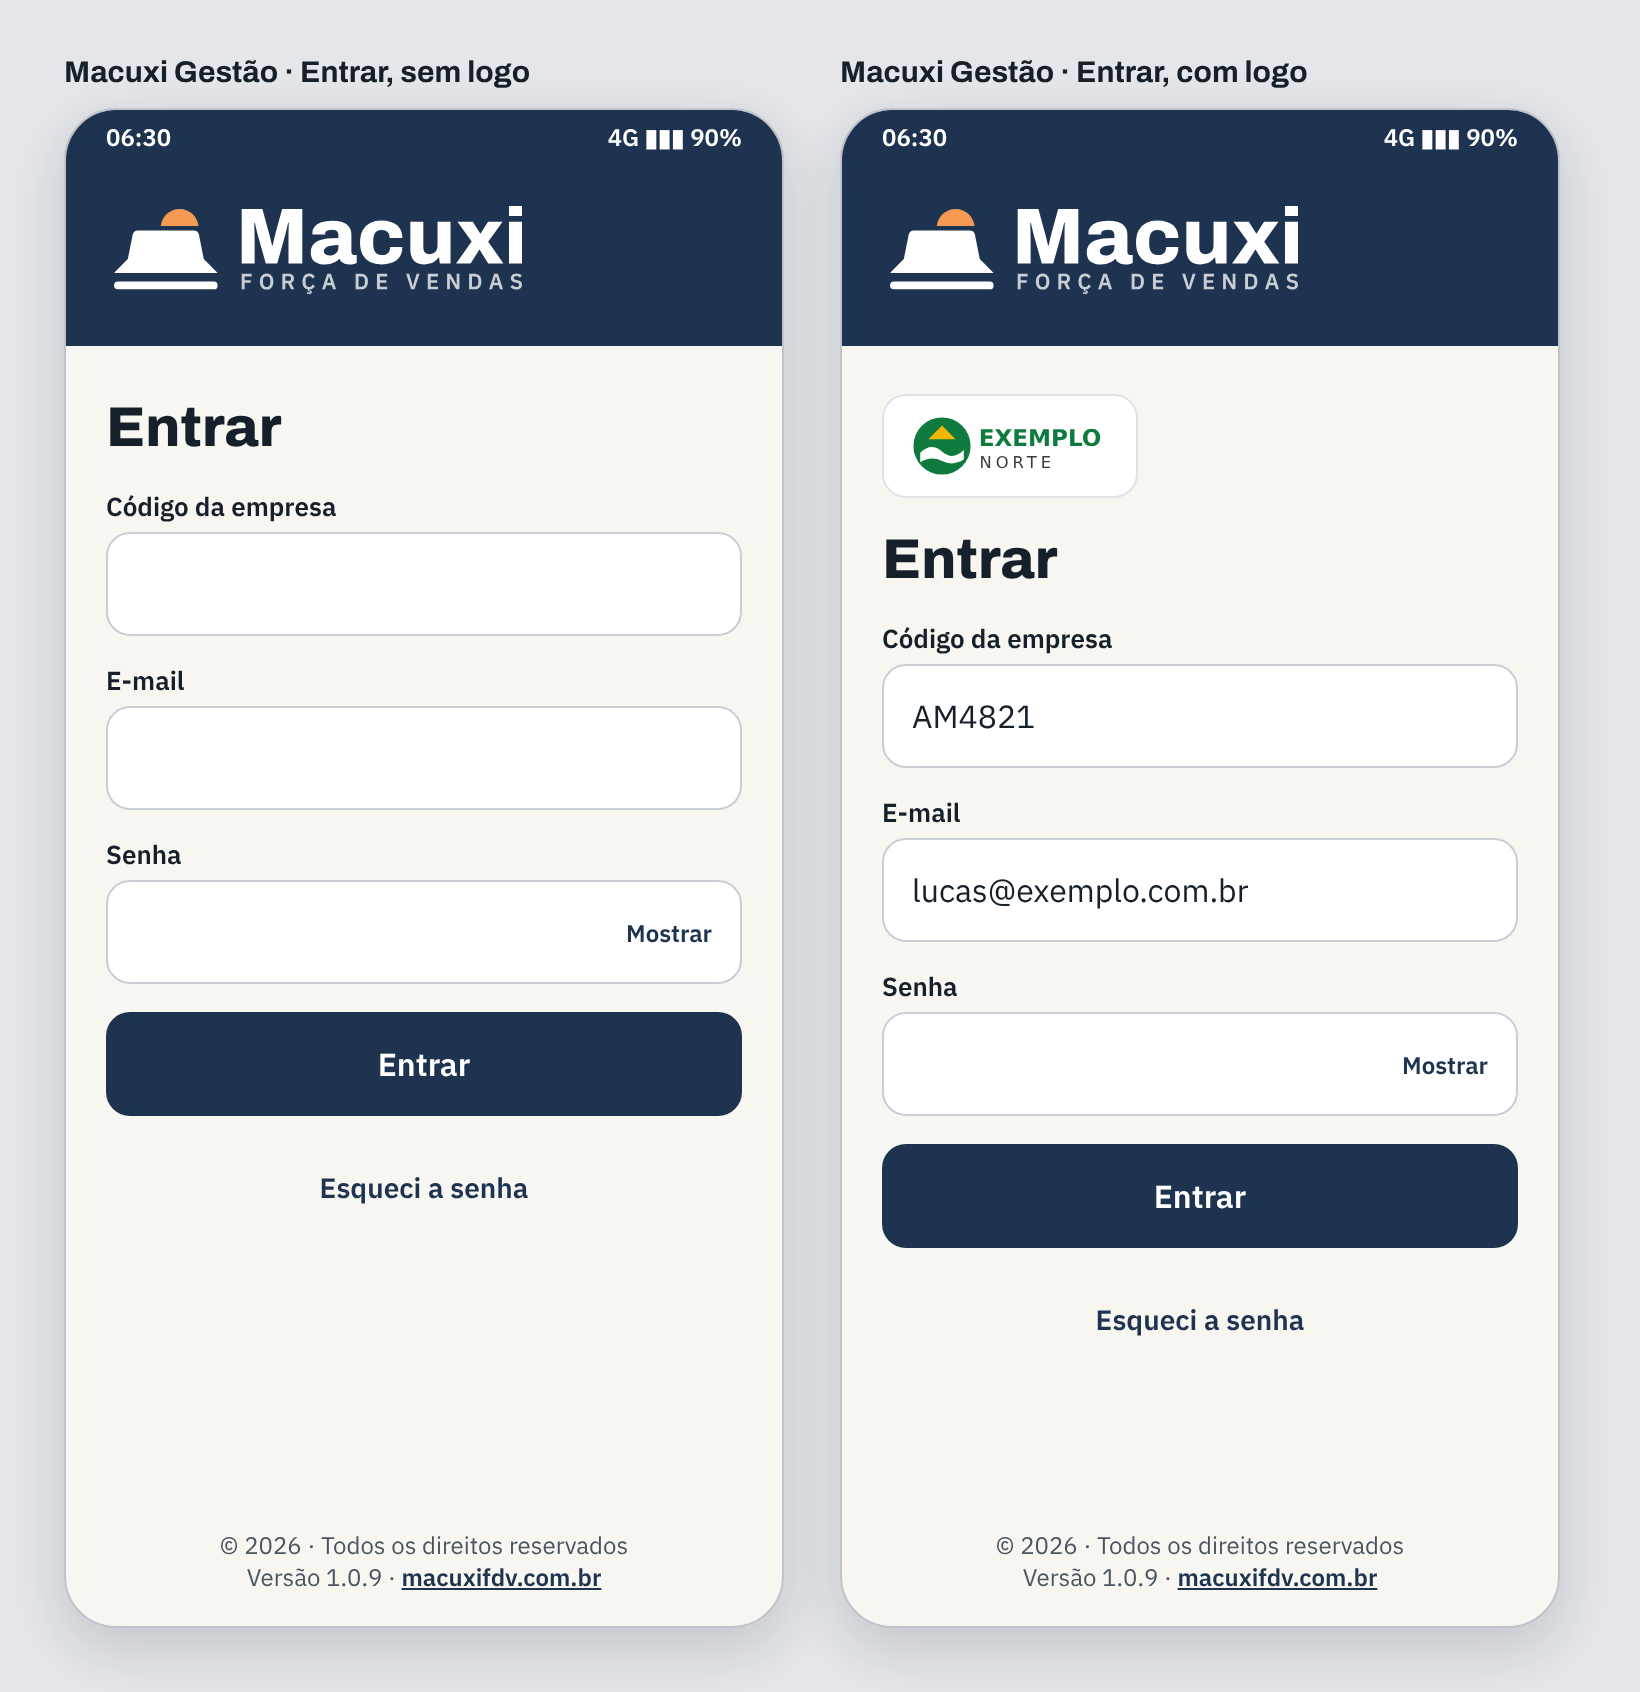 Macuxi Gestão · Entrar, sem logo
06:30
4G 90%
Macuxi
FORÇA DE VENDAS
Entrar
Código da empresa
E-mail
Senha
Mostrar
Entrar
Esqueci a senha
© 2026 · Todos os direitos reservados
Versão 1.0.9 · macuxifdv.com.br
Macuxi Gestão · Entrar, com logo
06:30
4G 90%
Macuxi
FORÇA DE VENDAS
EXEMPLO
NORTE
Entrar
Código da empresa
AM4821
E-mail
lucas@exemplo.com.br
Senha
Mostrar
Entrar
Esqueci a senha
© 2026 · Todos os direitos reservados
Versão 1.0.9 · macuxifdv.com.br